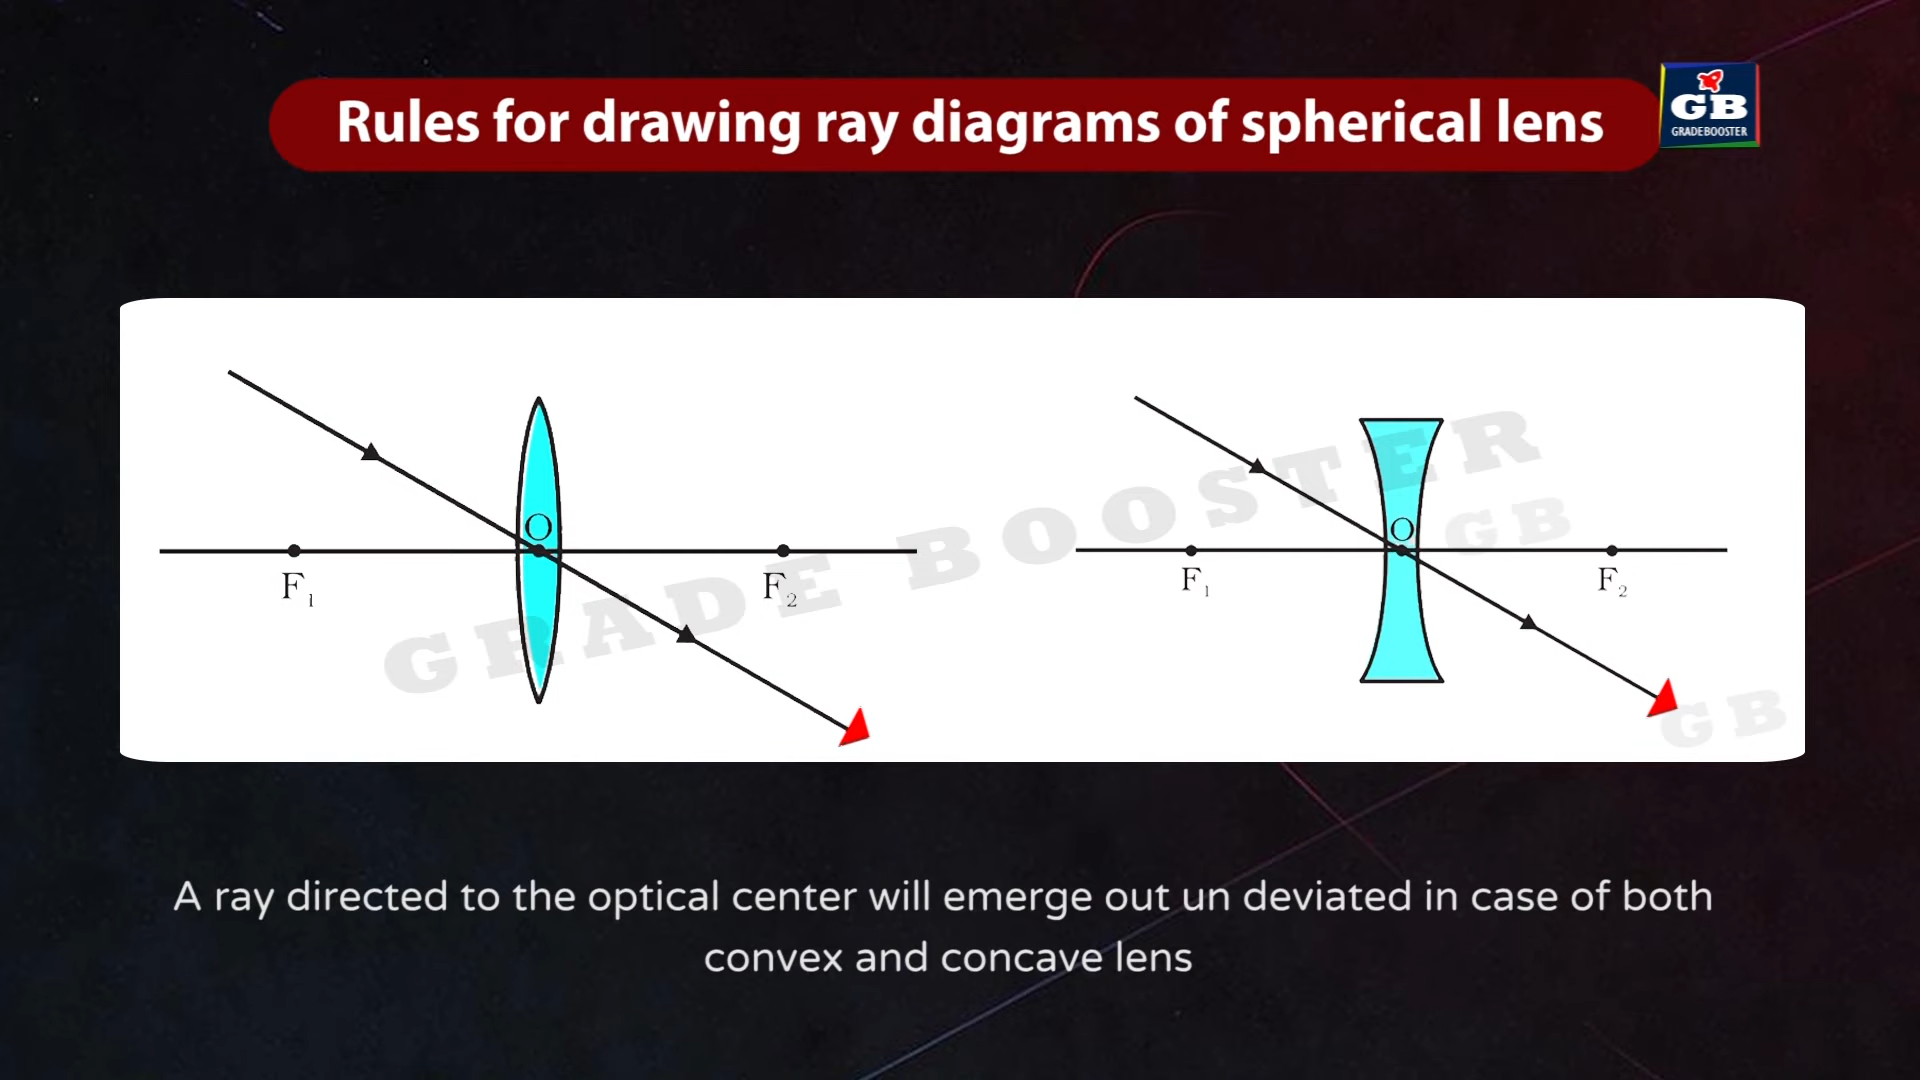 Rules for drawing ray diagrams of spherical lens
GB
GRADEBOOSTER
O
F₁
F₂
O
F₁
F₂
GRADE BOOSTER
GB
GB
A ray directed to the optical center will emerge out un deviated in case of both
convex and concave lens